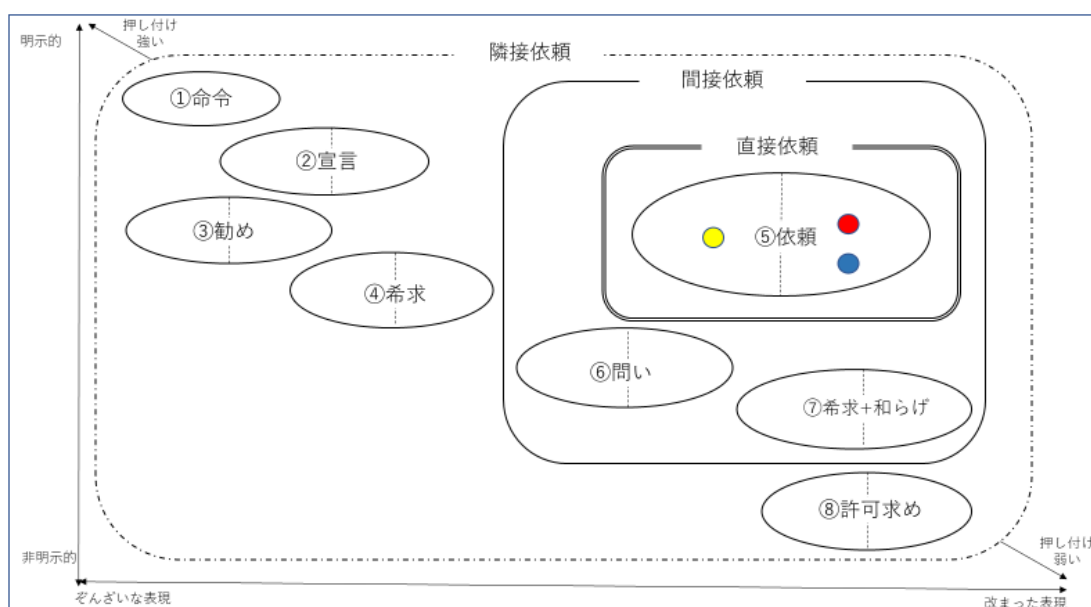 押し付け
強い
明示的
隣接依頼
間接依頼
①命令
直接依頼
②宣言
③勧め
⑤依頼
④希求
⑥問い
⑦希求+和らげ
⑧許可求め
押し付け
弱い
非明示的
ぞんざいな表現
改まった表現